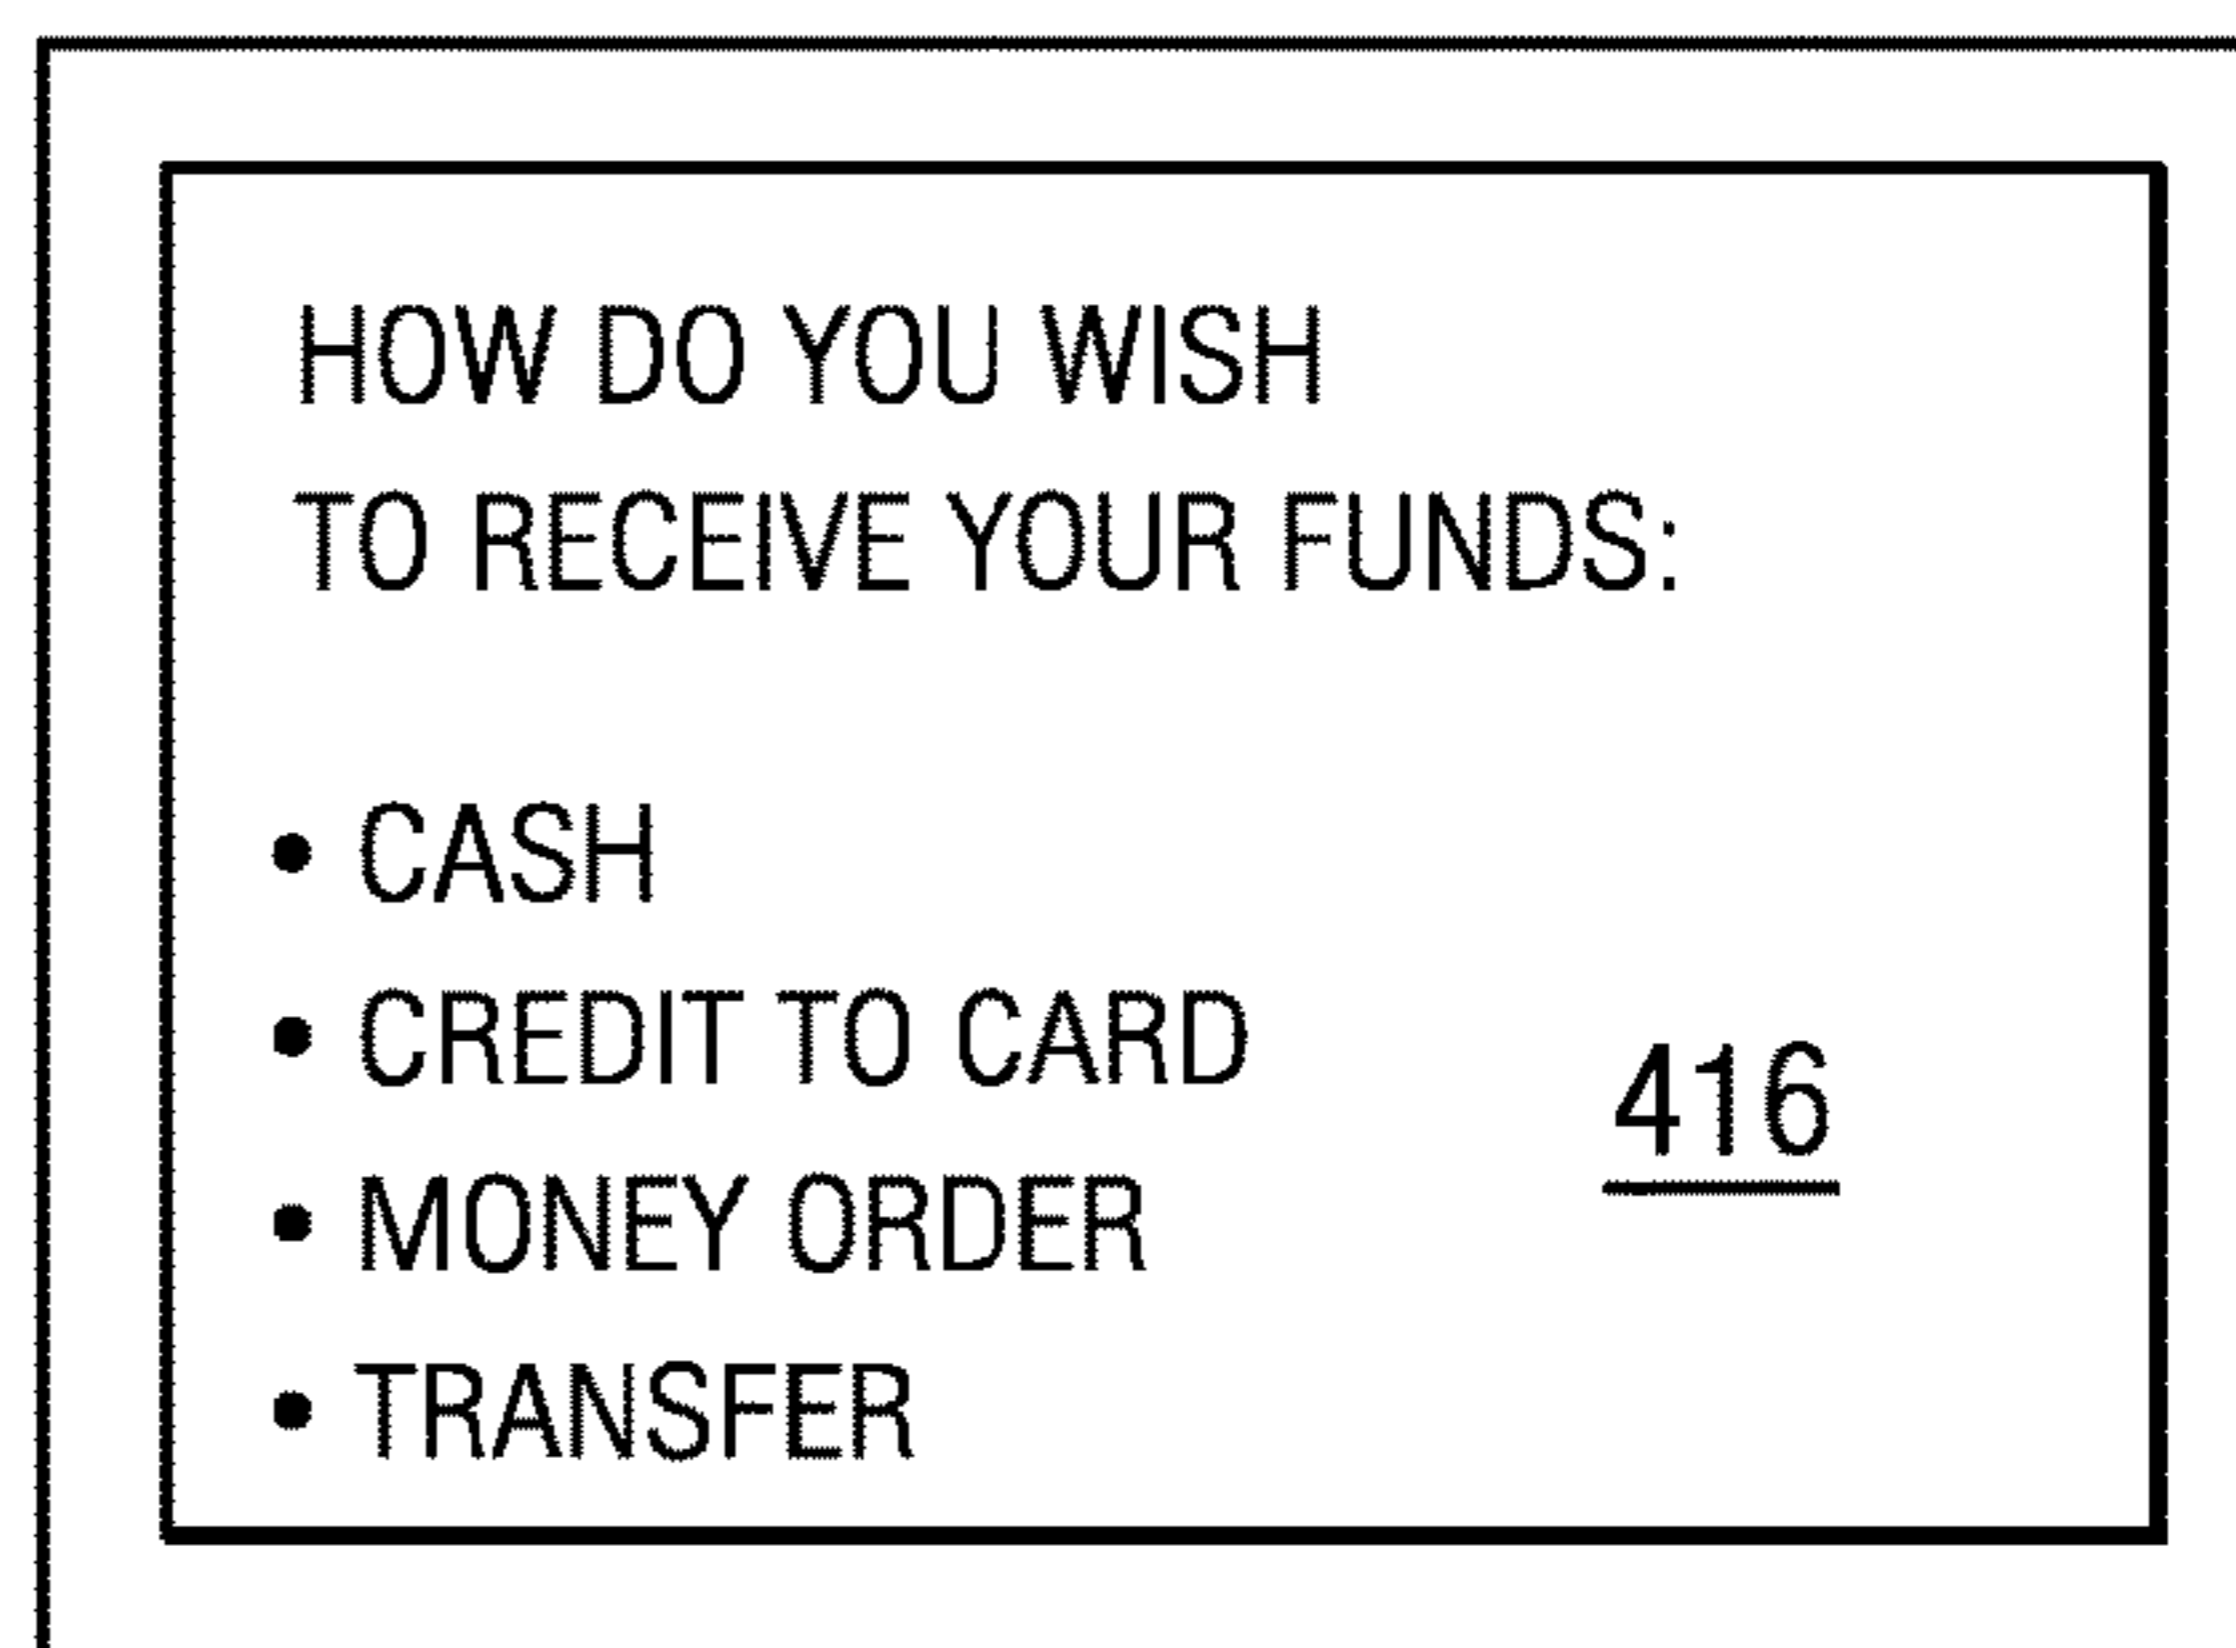 HOW DO YOU WISH
TO RECEIVE YOUR FUNDS:
• CASH
• CREDIT TO CARD
• MONEY ORDER
• TRANSFER
416